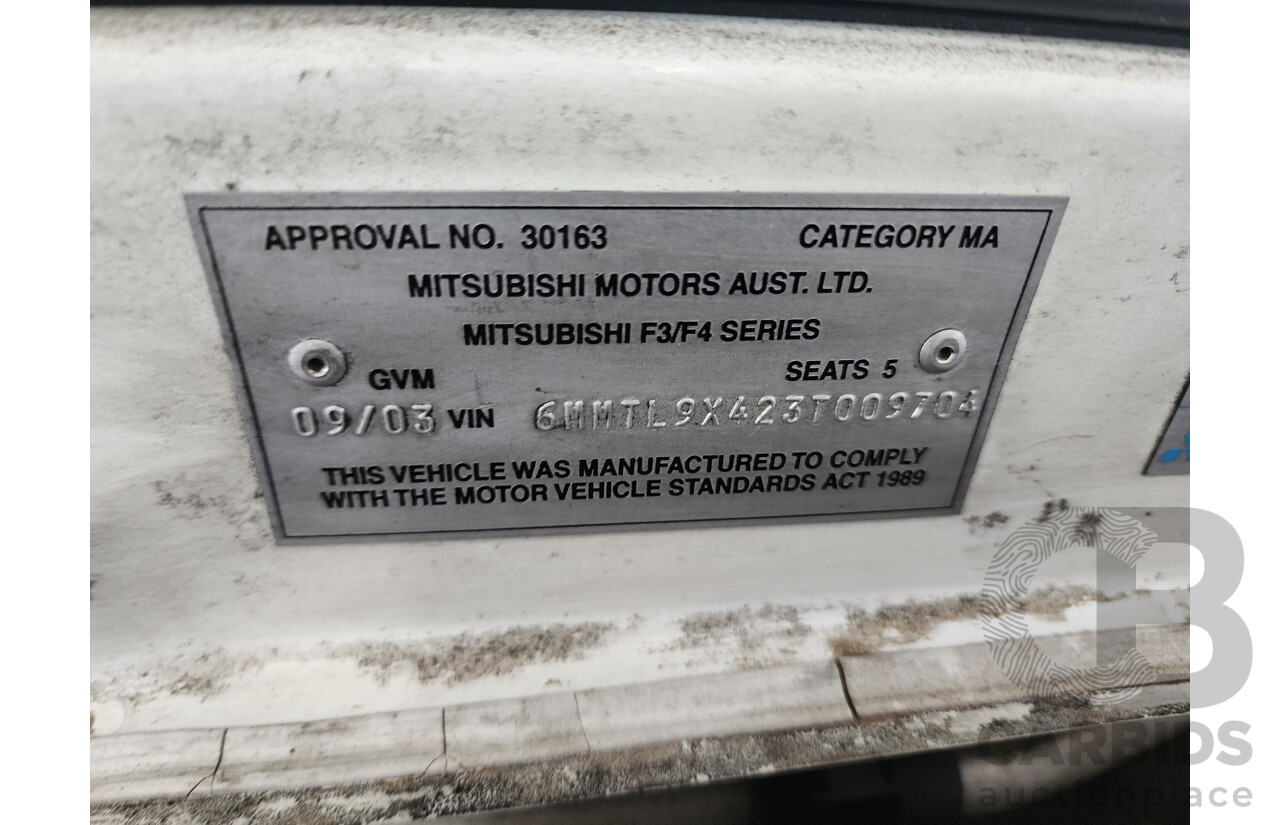 APPROVAL NO. 30163 CATEGORY MA
MITSUBISHI MOTORS AUST. LTD.
MITSUBISHI F3/F4 SERIES
GVM SEATS 5
09/03 VIN 6MMTL9X423T009704
THIS VEHICLE WAS MANUFACTURED TO COMPLY
WITH THE MOTOR VEHICLE STANDARDS ACT 1989
CB
CARBIDS
auctionplace